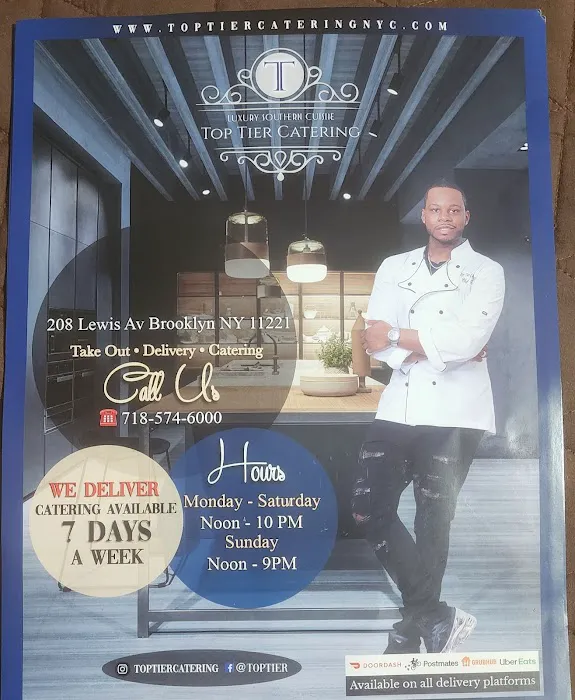 WWW.TOPTIERCATERINGNYC.COM
T
LUXURY SOUTHERN CUISINE
TOP TIER CATERING
208 Lewis Av Brooklyn NY 11221
Take Out • Delivery • Catering
Call Us
☎ 718-574-6000
Hours
Monday - Saturday
Noon - 10 PM
Sunday
Noon - 9PM
WE DELIVER
CATERING AVAILABLE
7 DAYS
A WEEK
TOPTIERCATERING @TOPTIER
DOORDASH Postmates GRUBHUB Uber Eats
Available on all delivery platforms